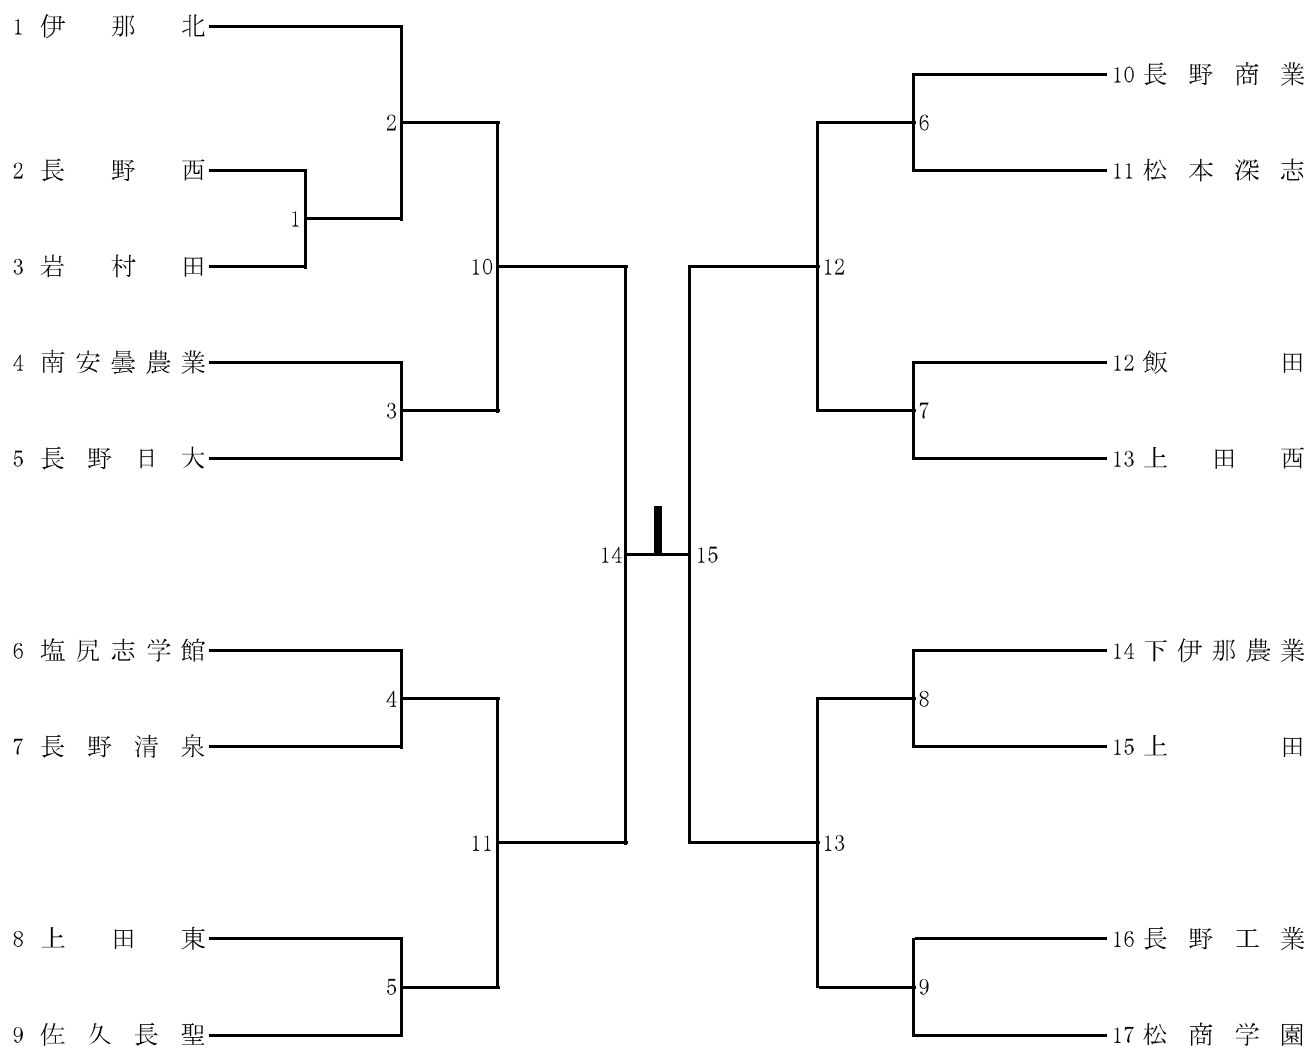 1 伊那北
2
2 長野西
1
3 岩村田
10
4 南安曇農業
3
5 長野日大
14
6 塩尻志学館
4
7 長野清泉
11
8 上田東
5
9 佐久長聖
10 長野商業
6
11 松本深志
12
12 飯田
7
13 上田西
15
14 下伊那農業
8
15 上田
13
16 長野工業
9
17 松商学園